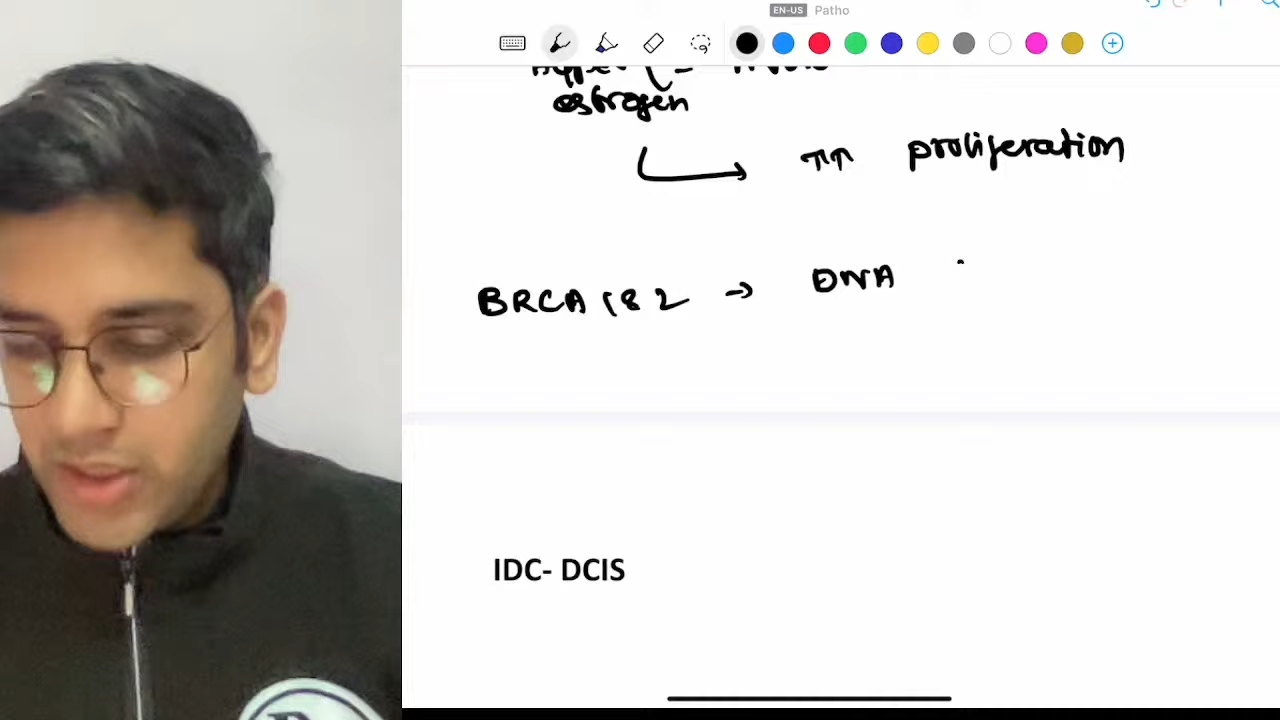 EN-US Patho
estrogen
↑↑ proliferation
BRCA 1 & 2 → DNA
IDC- DCIS